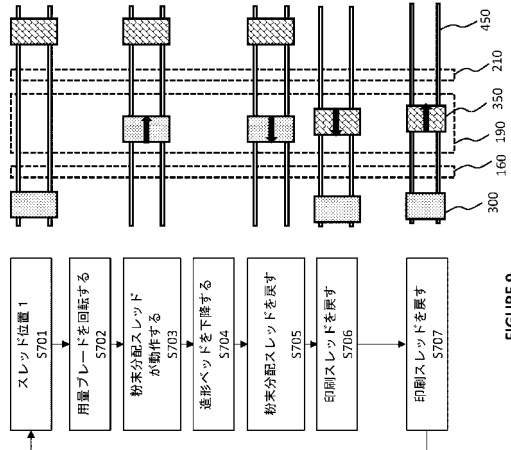 スレッド位置 1
S701
用量ブレードを回転する
S702
粉末分配スレッド
が動作する
S703
造形ベッドを下降する
S704
粉末分配スレッドを戻す
S705
印刷スレッドを戻す
S706
印刷スレッドを戻す
S707
300
160
190
350
210
450
FIGURE 9